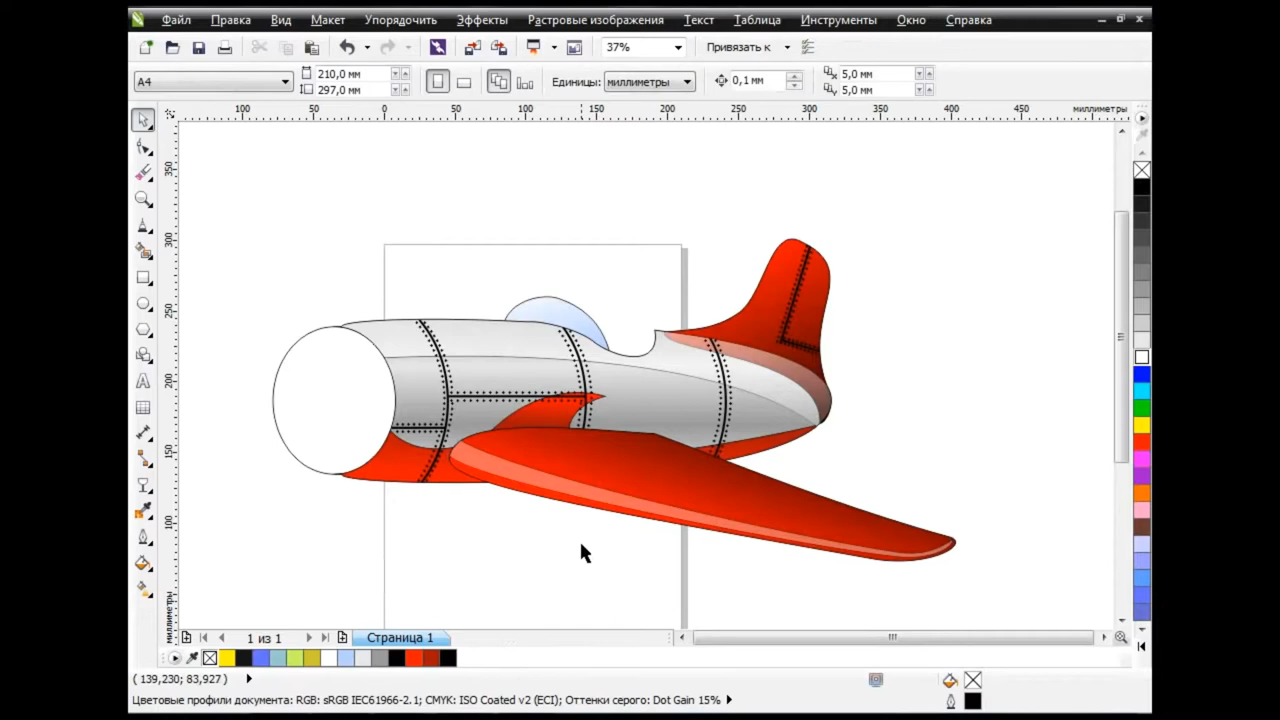 Файл Правка Вид Макет Упорядочить Эффекты Растровые изображения Текст Таблица Инструменты Окно Справка
37% Привязать к
A4 210,0 мм 297,0 мм Единицы: миллиметры 0,1 мм 5,0 мм 5,0 мм
100 50 0 50 100 150 200 250 300 350 400 450 миллиметры
350
300
250
200
150
100
миллиметры
1 из 1 Страница 1
( 139,230; 83,927 )
Цветовые профили документа: RGB: sRGB IEC61966-2.1; CMYK: ISO Coated v2 (ECI); Оттенки серого: Dot Gain 15%